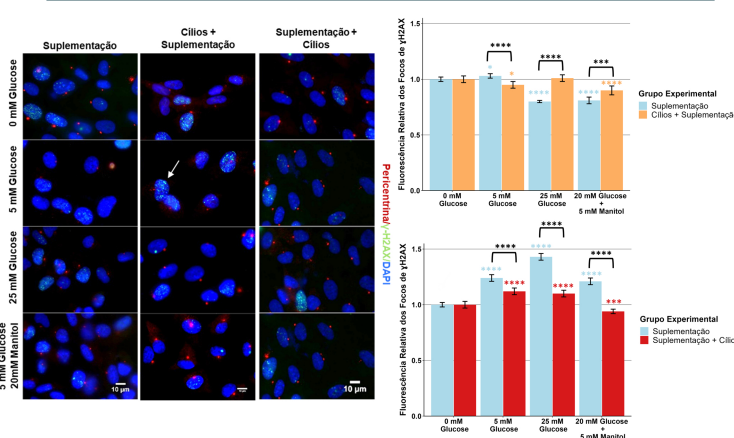 Suplementação
Cílios +
Suplementação
Suplementação +
Cílios
0 mM Glucose
5 mM Glucose
25 mM Glucose
5 mM Glucose
20mM Manitol
10 µm
10 µm
Pericentrina/γ-H2AX/DAPI
Fluorescência Relativa dos Focos de γH2AX
1.5
1.0
0.5
0.0
*
****
*
****
****
****
***
****
0 mM
Glucose
5 mM
Glucose
25 mM
Glucose
20 mM Glucose
+
5 mM Manitol
Grupo Experimental
Suplementação
Cílios + Suplementaçã
Fluorescência Relativa dos Focos de γH2AX
1.5
1.0
0.5
0.0
****
****
****
****
****
****
****
****
***
0 mM
Glucose
5 mM
Glucose
25 mM
Glucose
20 mM Glucose
+
5 mM Manitol
Grupo Experimental
Suplementação
Suplementação + Cílio